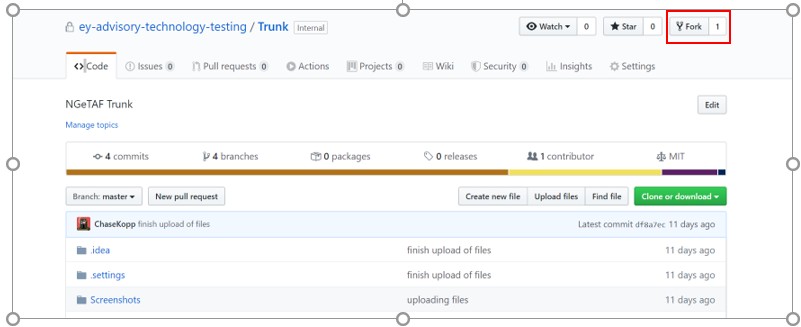 ey-advisory-technology-testing / Trunk Internal Watch 0 Star 0 Fork 1
Code Issues 0 Pull requests 0 Actions Projects 0 Wiki Security 0 Insights Settings
NGeTAF Trunk Edit
Manage topics
4 commits 4 branches 0 packages 0 releases 1 contributor MIT
Branch: master New pull request Create new file Upload files Find file Clone or download
ChaseKopp finish upload of files Latest commit df8a7ec 11 days ago
.idea finish upload of files 11 days ago
.settings finish upload of files 11 days ago
Screenshots uploading files 11 days ago